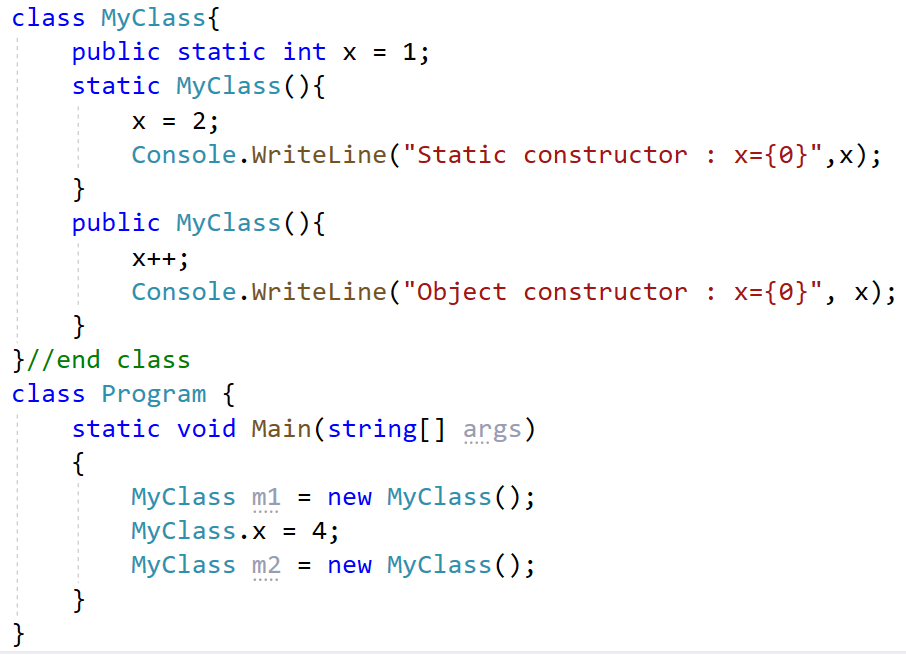 class MyClass{
    public static int x = 1;
    static MyClass(){
        x = 2;
        Console.WriteLine("Static constructor : x={0}",x);
    }
    public MyClass(){
        x++;
        Console.WriteLine("Object constructor : x={0}", x);
    }
}//end class
class Program {
    static void Main(string[] args)
    {
        MyClass m1 = new MyClass();
        MyClass.x = 4;
        MyClass m2 = new MyClass();
    }
}